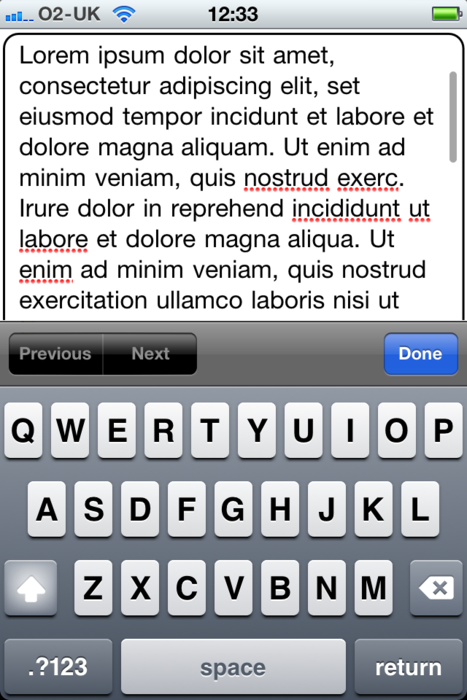 O2-UK 12:33
Lorem ipsum dolor sit amet,
consectetur adipiscing elit, set
eiusmod tempor incidunt et labore et
dolore magna aliquam. Ut enim ad
minim veniam, quis nostrud exerc.
Irure dolor in reprehend incididunt ut
labore et dolore magna aliqua. Ut
enim ad minim veniam, quis nostrud
exercitation ullamco laboris nisi ut
Previous Next Done
Q W E R T Y U I O P
A S D F G H J K L
Z X C V B N M
.?123 space return